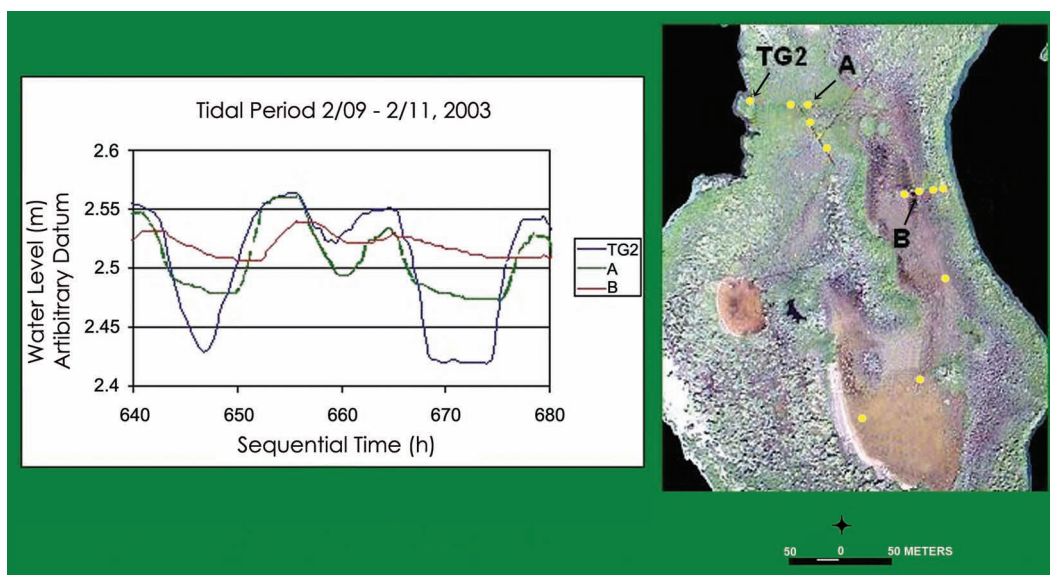 Tidal Period 2/09 - 2/11, 2003
Water Level (m)
Artibitrary Datum
2.6
2.55
2.5
2.45
2.4
640
650
660
670
680
Sequential Time (h)
TG2
A
B
TG2
A
B
50
0
50 METERS